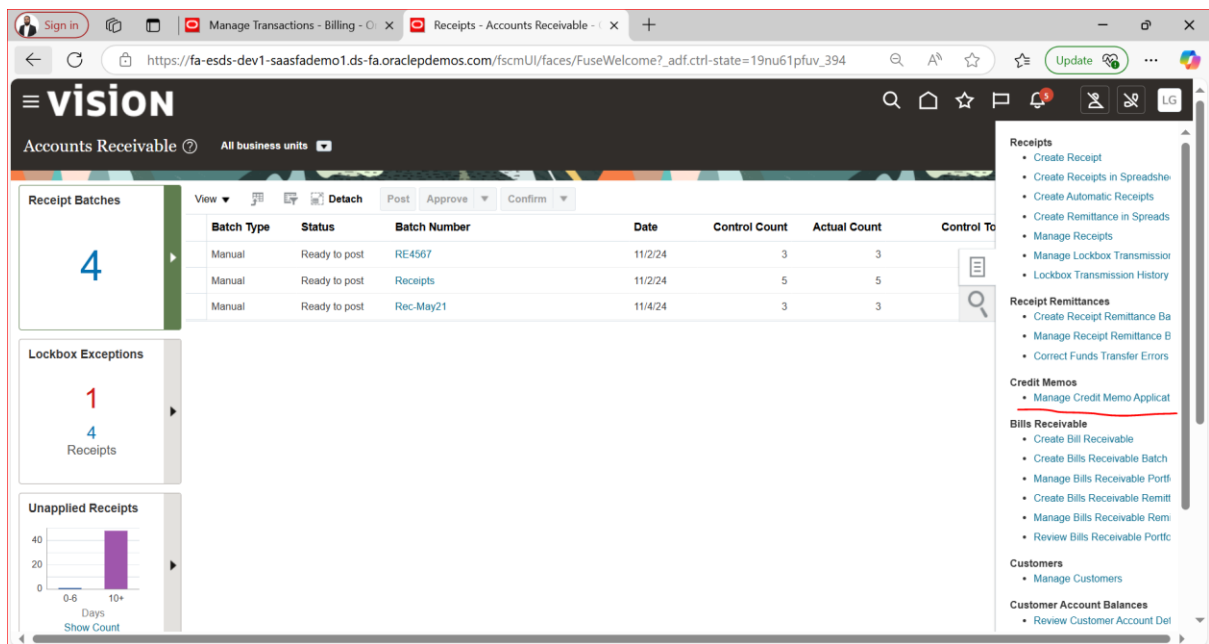 Sign in
Manage Transactions - Billing - O
Receipts - Accounts Receivable - (
https://fa-esds-dev1-saasfademo1.ds-fa.oraclepdemos.com/fscmUI/faces/FuseWelcome?_adf.ctrl-state=19nu61pfuv_394
Update
VISION
5
LG
Accounts Receivable
All business units
Receipt Batches
4
Lockbox Exceptions
1
4
Receipts
Unapplied Receipts
40
20
0
0-6 10+
Days
Show Count
View Detach Post Approve Confirm
Batch Type Status Batch Number Date Control Count Actual Count Control To
Manual Ready to post RE4567 11/2/24 3 3
Manual Ready to post Receipts 11/2/24 5 5
Manual Ready to post Rec-May21 11/4/24 3 3
Receipts
Create Receipt
Create Receipts in Spreadshe
Create Automatic Receipts
Create Remittance in Spreads
Manage Receipts
Manage Lockbox Transmission
Lockbox Transmission History
Receipt Remittances
Create Receipt Remittance Ba
Manage Receipt Remittance B
Correct Funds Transfer Errors
Credit Memos
Manage Credit Memo Applicat
Bills Receivable
Create Bill Receivable
Create Bills Receivable Batch
Manage Bills Receivable Portf
Create Bills Receivable Remitt
Manage Bills Receivable Remi
Review Bills Receivable Portfo
Customers
Manage Customers
Customer Account Balances
Review Customer Account Det